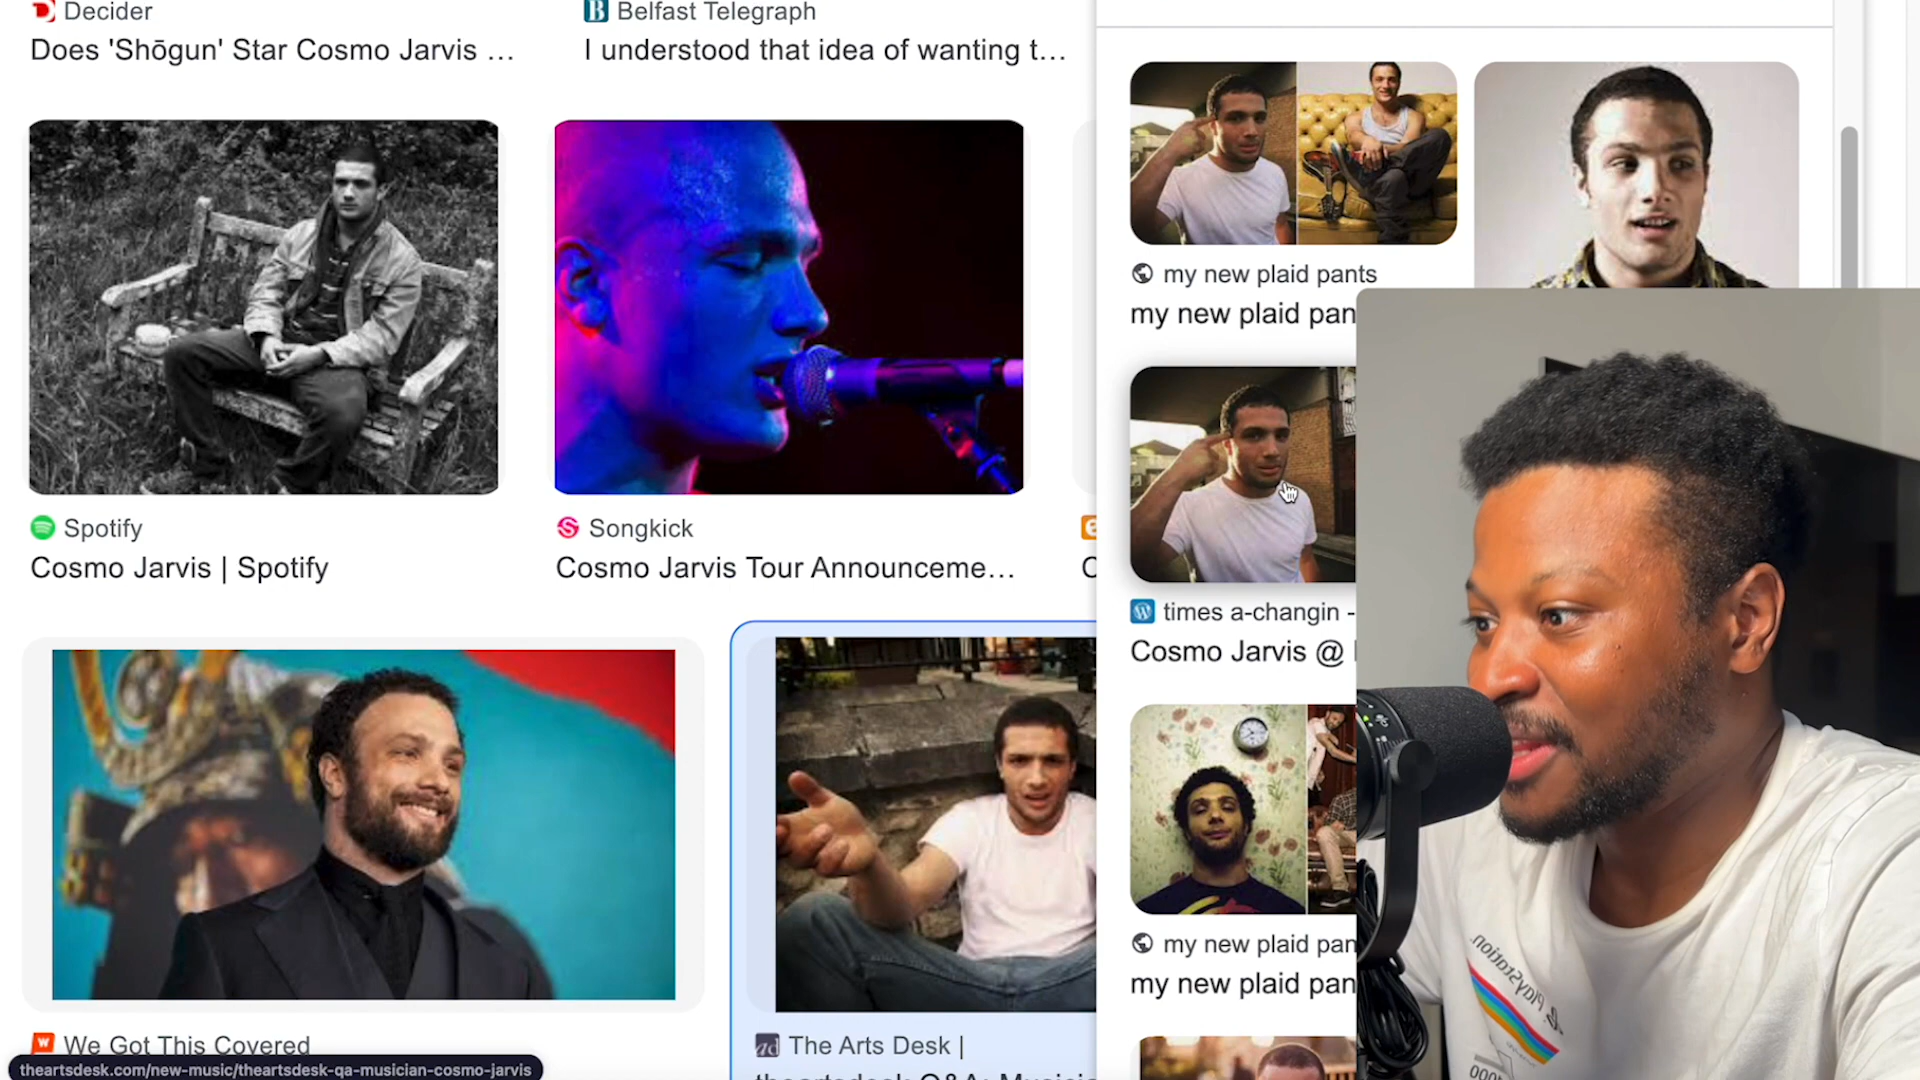 Decider
Does 'Shōgun' Star Cosmo Jarvis ...
Belfast Telegraph
I understood that idea of wanting t...
Spotify
Cosmo Jarvis | Spotify
Songkick
Cosmo Jarvis Tour Announceme...
We Got This Covered
theartsdesk.com/new-music/theartsdesk-qa-musician-cosmo-jarvis
The Arts Desk |
theartsdesk Q&A: Musicia
my new plaid pants
my new plaid pan
times a-changin -
Cosmo Jarvis @
my new plaid pan
my new plaid pan
PlayStation